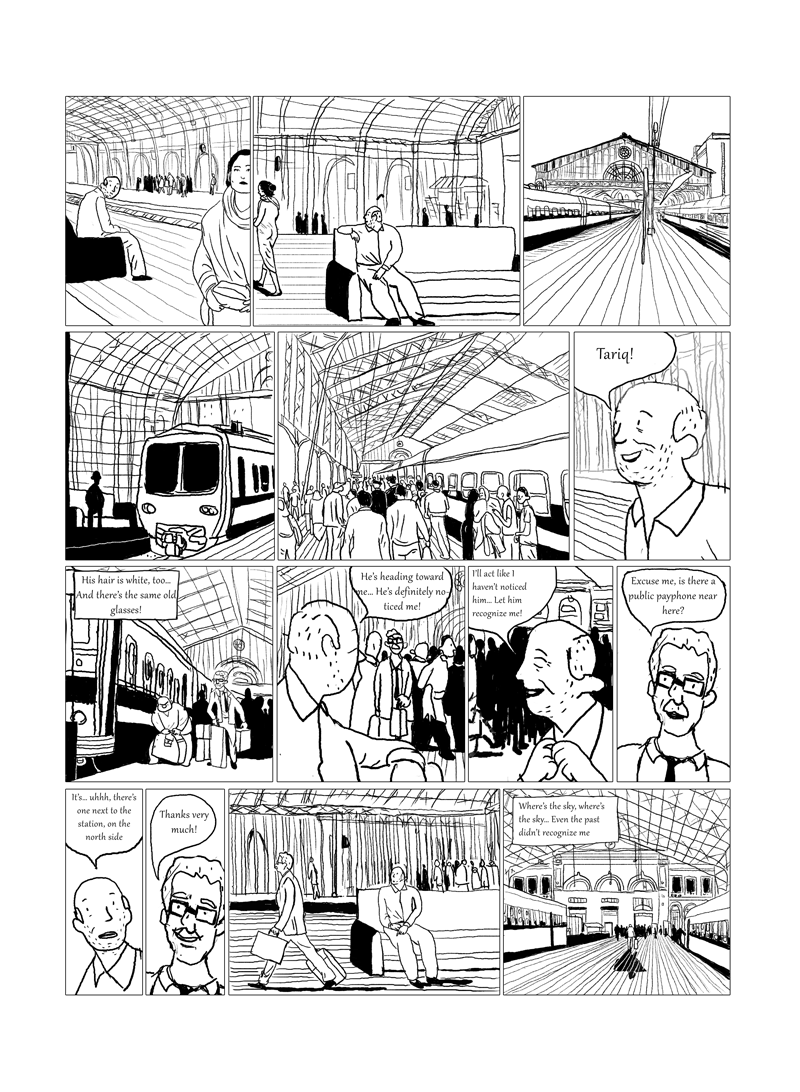 Tariq!
His hair is white, too...
And there's the same old
glasses!
He's heading toward
me... He's definitely no-
ticed me!
I'll act like I
haven't noticed
him... Let him
recognize me!
Excuse me, is there a
public payphone near
here?
It's... uhhh, there's
one next to the
station, on the
north side
Thanks very
much!
Where's the sky, where's
the sky... Even the past
didn't recognize me